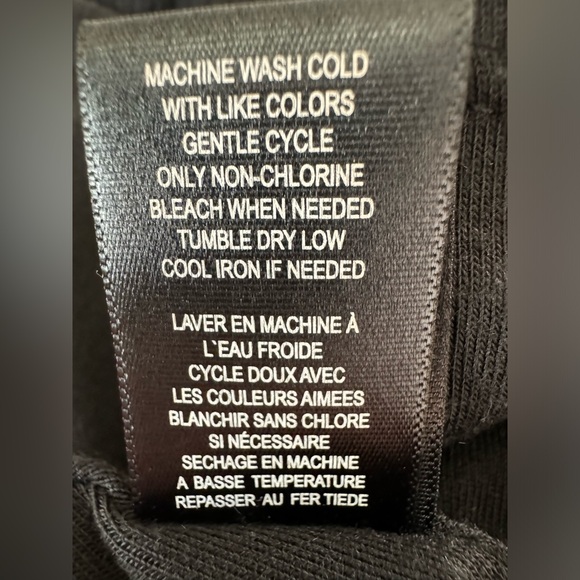 MACHINE WASH COLD
WITH LIKE COLORS
GENTLE CYCLE
ONLY NON-CHLORINE
BLEACH WHEN NEEDED
TUMBLE DRY LOW
COOL IRON IF NEEDED
LAVER EN MACHINE À
L`EAU FROIDE
CYCLE DOUX AVEC
LES COULEURS AIMEES
BLANCHIR SANS CHLORE
SI NÉCESSAIRE
SECHAGE EN MACHINE
A BASSE TEMPERATURE
REPASSER AU FER TIEDE